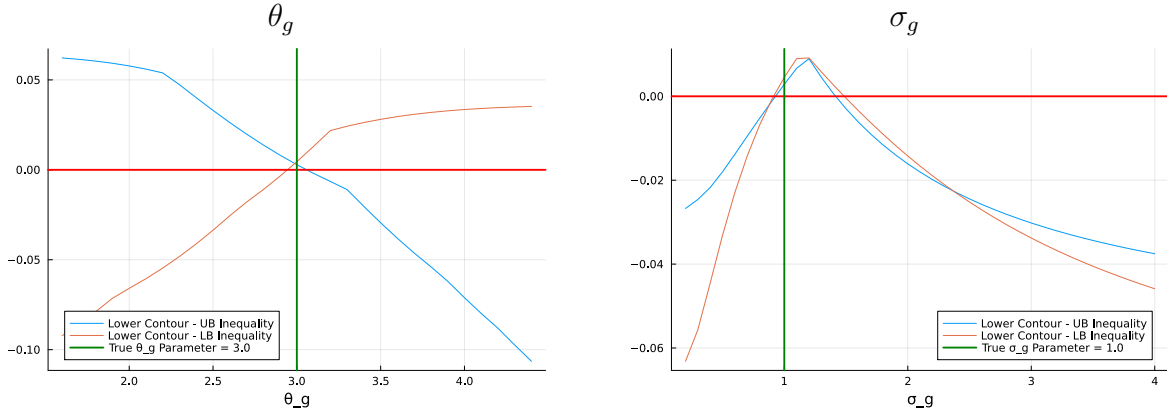 θg
σg
0.05
0.00
−0.05
−0.10
Lower Contour - UB Inequality
Lower Contour - LB Inequality
True θ_g Parameter = 3.0
2.0 2.5 3.0 3.5 4.0
θ_g
0.00
−0.02
−0.04
−0.06
Lower Contour - UB Inequality
Lower Contour - LB Inequality
True σ_g Parameter = 1.0
1 2 3 4
σ_g